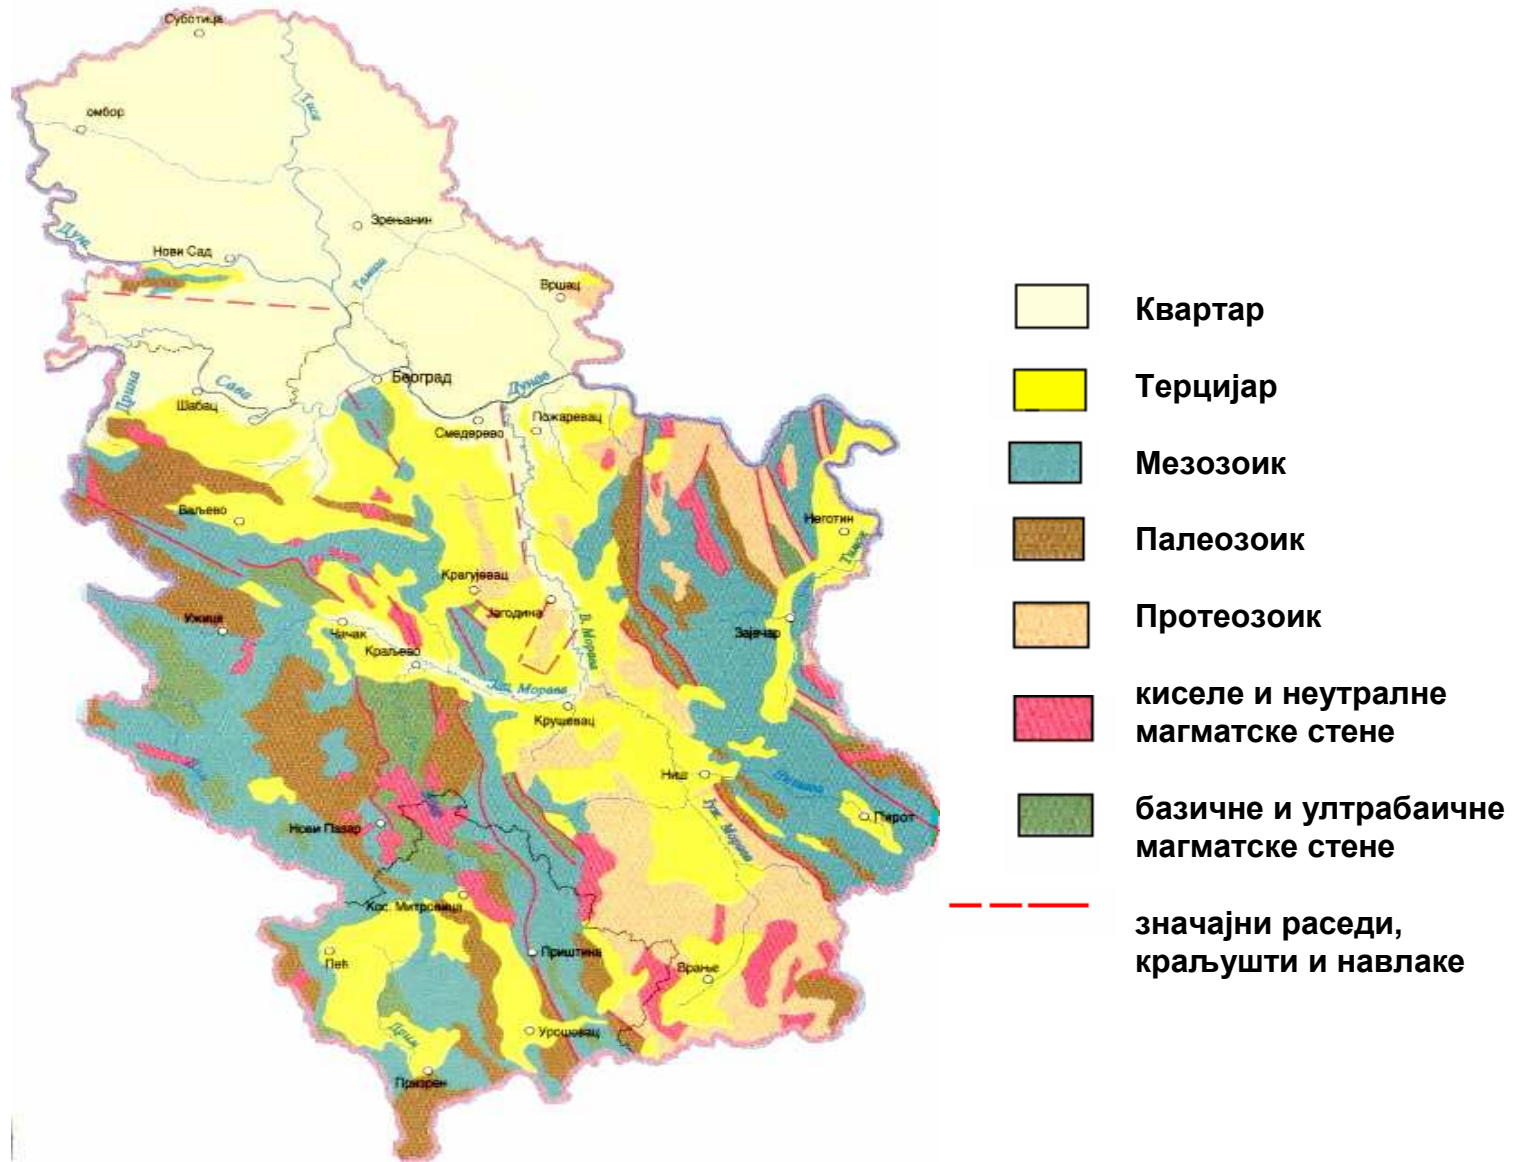 Суботица
Тиса
омбор
Зрењанин
Дунав
Нови Сад
Тамиш
Вршац
Београд
Дунав
Дрина
Сава
Шабац
Пожаревац
Смедерево
Ваљево
Неготин
Тимок
Крагујевац
Јагодина
Ужице
Чачак
В. Морава
Зајечар
Краљево
Зап. Морава
Крушевац
Ниш
Нишава
Јуж. Морава
Пирот
Нови Пазар
Кос. Митровица
Приштина
Пећ
Врање
Дрим
Урошевац
Призрен
Квартар
Терцијар
Мезозоик
Палеозоик
Протеозоик
киселе и неутралне
магматске стене
базичне и ултрабаичне
магматске стене
значајни раседи,
краљушти и навлаке